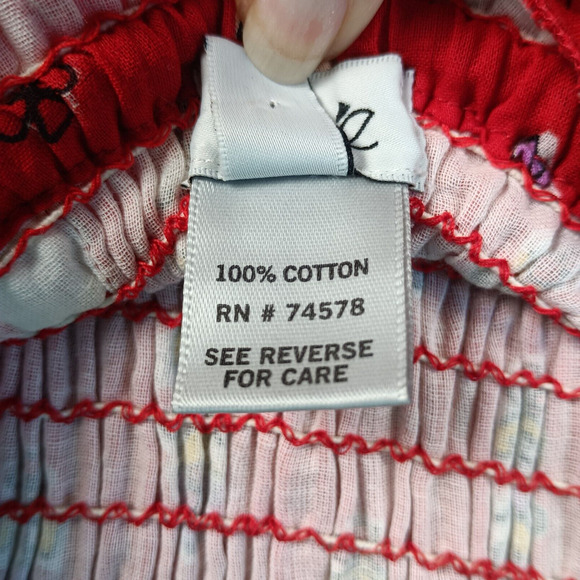 100% COTTON
RN # 74578
SEE REVERSE
FOR CARE